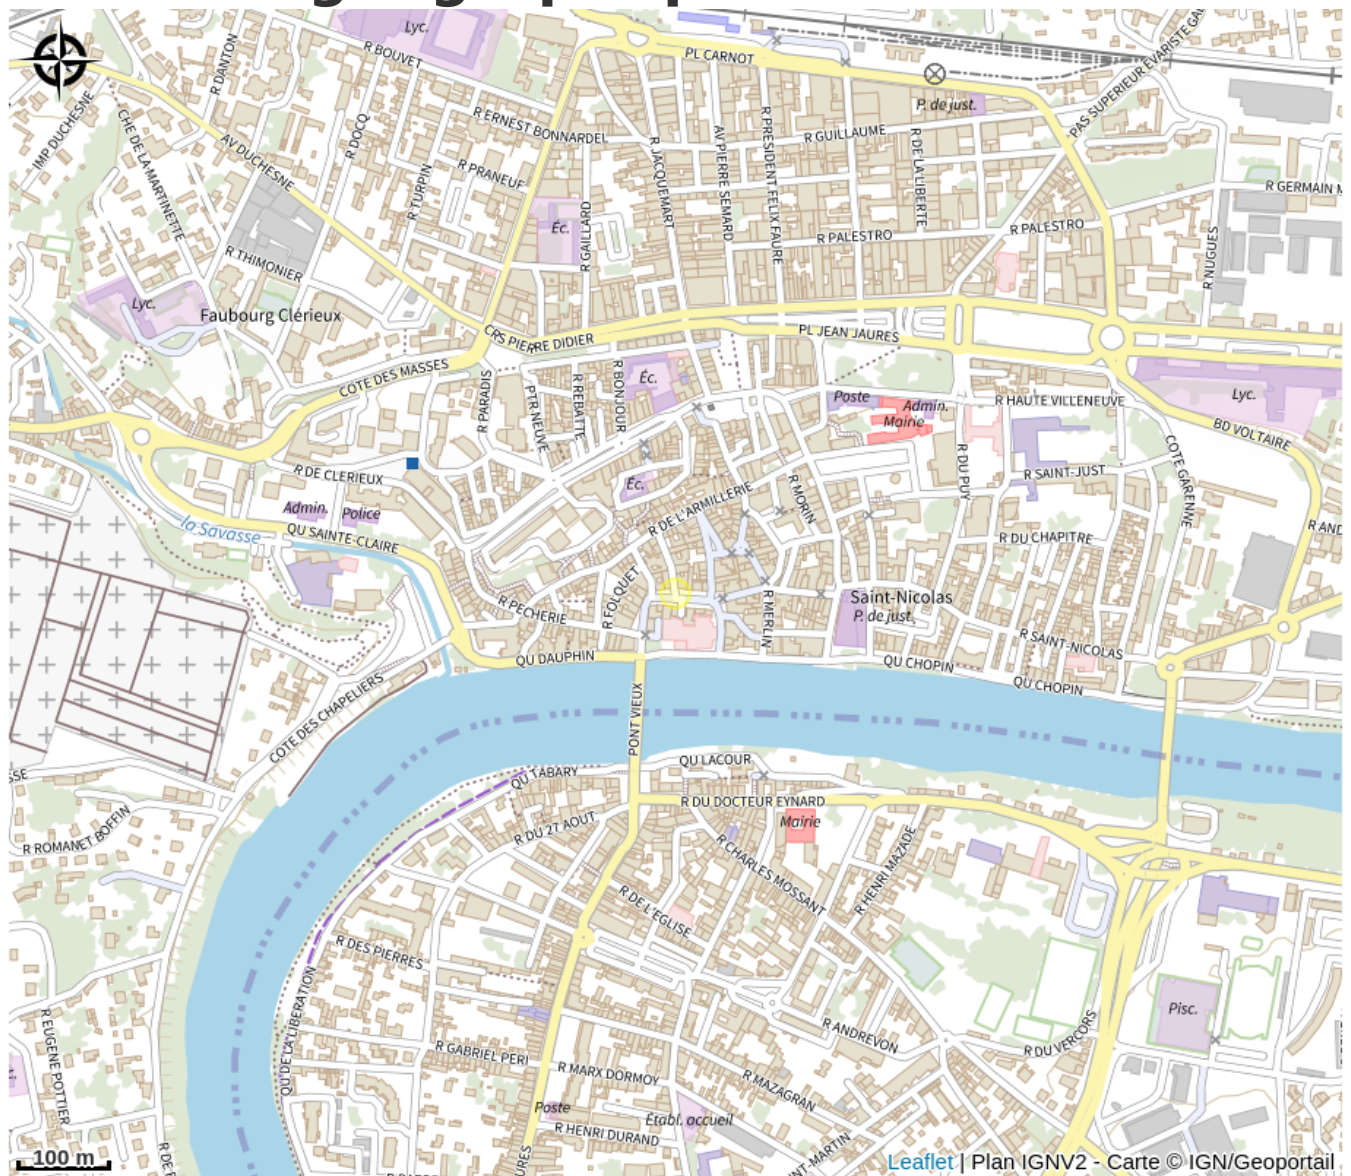 Lyc.
R DANTON
R BOUVET
PL CARNOT
PAS SUPERIEUR EVARISTE GA
IMP DUCHESNE
CHE DE LA MARTINETTE
R DOCQ
R ERNEST BONNARDEL
P. de just.
AV DUCHESNE
R JACQUEMART
AV PIERRE SEMARD
R PRESIDENT FELIX FAURE
R GUILLAUME
R DE LA LIBERTE
R PRANEUF
R TURPIN
R GERMAIN M
Éc.
R GAILLARD
R PALESTRO
R PALESTRO
R NUGUES
R THIMONIER
Lyc.
Faubourg Clérieux
CRS PIERRE DIDIER
PL JEAN JAURES
COTE DES MASSES
R PARADIS
PTR NEUVE
R REBATTE
R BONJOUR
Éc.
Poste
Admin.
Mairie
R HAUTE VILLENEUVE
Lyc.
BD VOLTAIRE
R DE CLERIEUX
Éc.
R DU PUY
R SAINT-JUST
COTE GARENNE
Admin.
Police
R DE L'ARMILLERIE
R MORIN
la Savasse
QU SAINTE-CLAIRE
R DU CHAPITRE
R AND
R PECHERIE
R FOLQUET
R MERLIN
Saint-Nicolas
P. de just.
R SAINT-NICOLAS
QU DAUPHIN
QU CHOPIN
QU CHOPIN
COTE DES CHAPELIERS
PONT VIEUX
SSE
QU TABARY
QU LACOUR
R DU DOCTEUR EYNARD
Mairie
R ROMANET BOFFIN
R DU 27 AOUT
R CHARLES MOSSANT
R HENRI MAZADE
R DE L'EGLISE
R DES PIERRES
QU DE LA LIBERATION
Pisc.
R EUGENE POTTIER
R ANDREVON
R DU VERCORS
R GABRIEL PERI
R MARX DORMOY
R MAZAGRAN
Poste
Établ. accueil
R HENRI DURAND
NT-MARTIN
URES
100 m
Leaflet | Plan IGNV2 - Carte © IGN/Geoportail